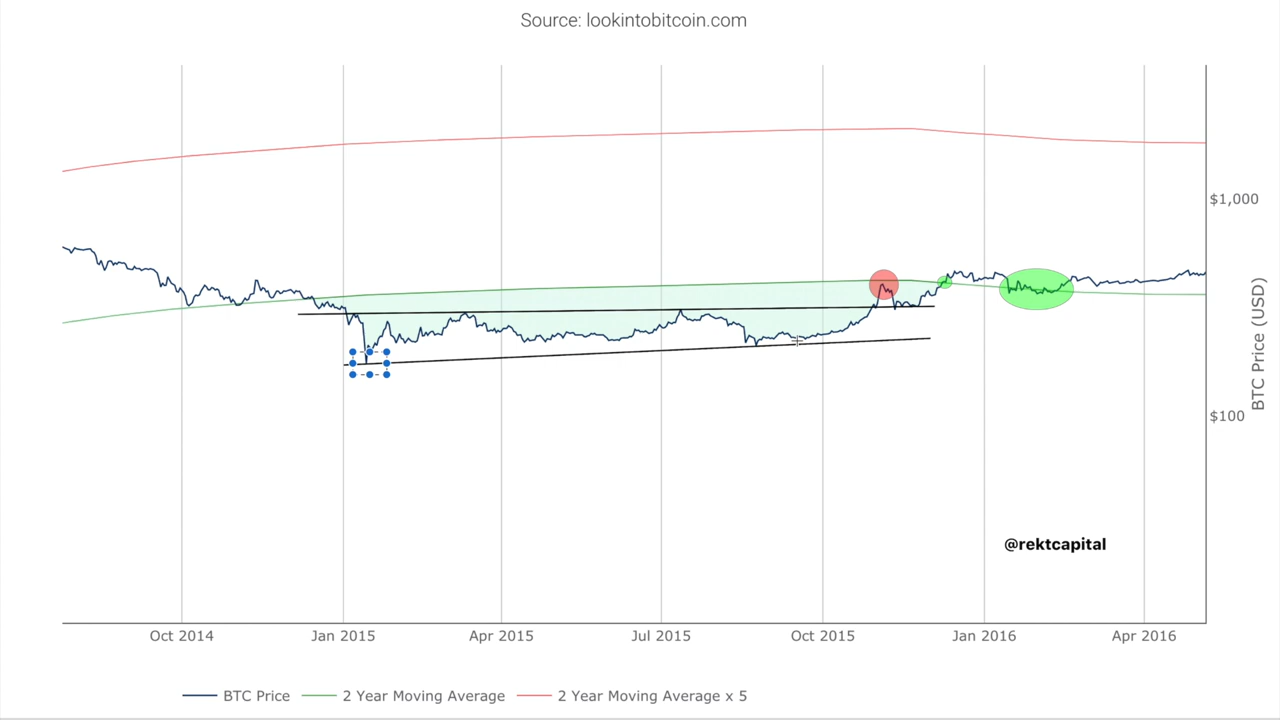 Source: lookintobitcoin.com
$1,000
BTC Price (USD)
$100
@rektcapital
Oct 2014 Jan 2015 Apr 2015 Jul 2015 Oct 2015 Jan 2016 Apr 2016
BTC Price 2 Year Moving Average 2 Year Moving Average x 5